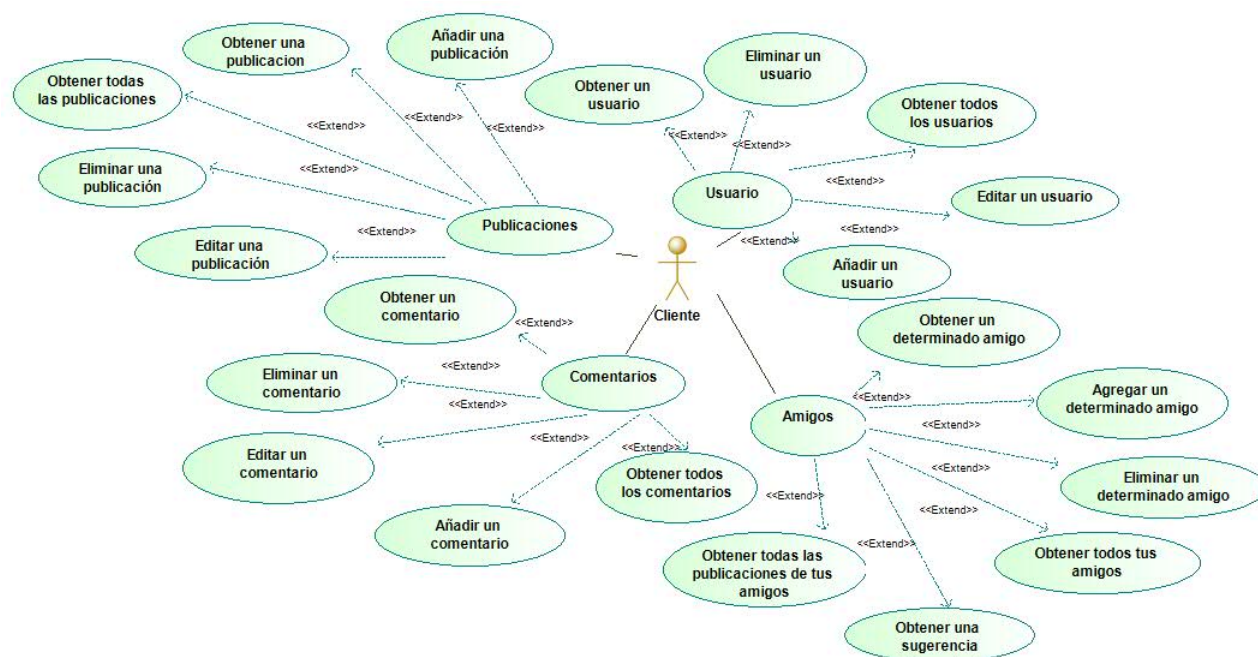 Obtener una
publicacion
Añadir una
publicación
Eliminar un
usuario
Obtener todas
las publicaciones
Obtener un
usuario
Obtener todos
los usuarios
<<Extend>>
<<Extend>>
<<Extend>>
<<Extend>>
<<Extend>>
Eliminar una
publicación
<<Extend>>
<<Extend>>
Usuario
Editar un usuario
Publicaciones
<<Extend>>
<<Extend>>
<<Extend>>
Editar una
publicación
Añadir un
usuario
Obtener un
comentario
Cliente
<<Extend>>
Obtener un
determinado amigo
<<Extend>>
Eliminar un
comentario
Comentarios
<<Extend>>
<<Extend>>
Agregar un
determinado amigo
Amigos
<<Extend>>
<<Extend>>
<<Extend>>
Editar un
comentario
Obtener todos
los comentarios
<<Extend>>
<<Extend>>
Eliminar un
determinado amigo
Añadir un
comentario
<<Extend>>
<<Extend>>
Obtener todas las
publicaciones de tus
amigos
Obtener todos tus
amigos
Obtener una
sugerencia